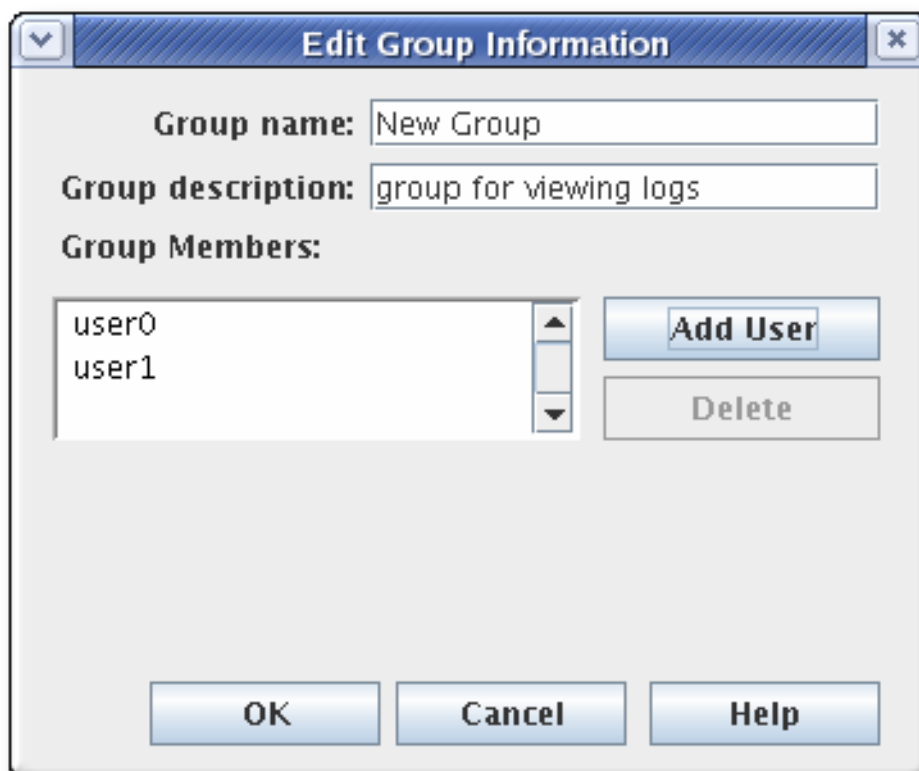 Edit Group Information
Group name: New Group
Group description: group for viewing logs
Group Members:
user0
user1
Add User
Delete
OK Cancel Help